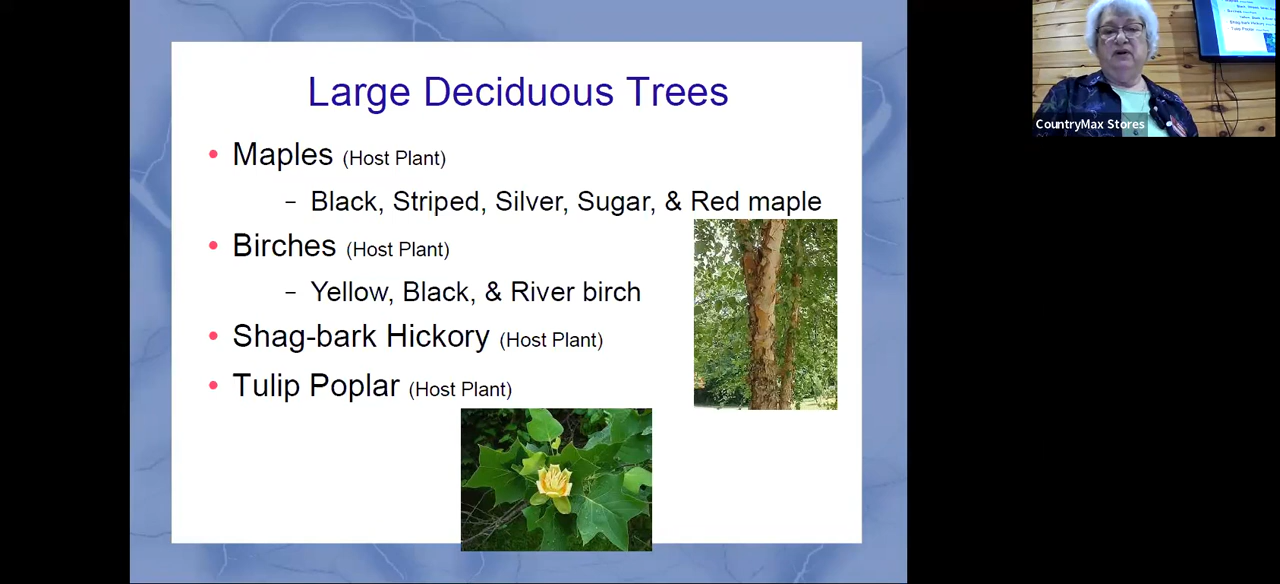 Large Deciduous Trees
• Maples (Host Plant)
– Black, Striped, Silver, Sugar, & Red maple
• Birches (Host Plant)
– Yellow, Black, & River birch
• Shag-bark Hickory (Host Plant)
• Tulip Poplar (Host Plant)
CountryMax Stores